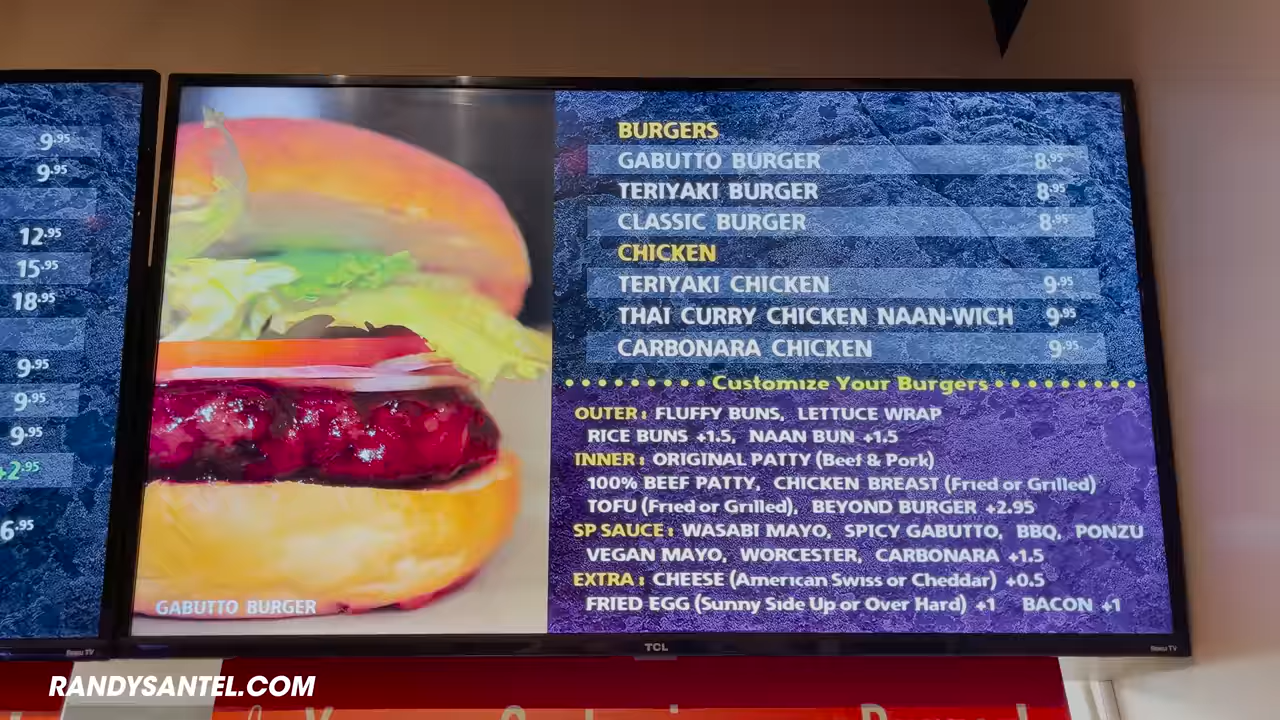 9.95
9.95
12.95
15.95
18.95
9.95
9.95
9.95
+2.95
6.95
BURGERS
GABUTTO BURGER 8.95
TERIYAKI BURGER 8.95
CLASSIC BURGER 8.95
CHICKEN
TERIYAKI CHICKEN 9.95
THAI CURRY CHICKEN NAAN-WICH 9.95
CARBONARA CHICKEN 9.95
Customize Your Burgers
OUTER : FLUFFY BUNS, LETTUCE WRAP
RICE BUNS +1.5, NAAN BUN +1.5
INNER : ORIGINAL PATTY (Beef & Pork)
100% BEEF PATTY, CHICKEN BREAST (Fried or Grilled)
TOFU (Fried or Grilled), BEYOND BURGER +2.95
SP SAUCE : WASABI MAYO, SPICY GABUTTO, BBQ, PONZU
VEGAN MAYO, WORCESTER, CARBONARA +1.5
EXTRA : CHEESE (American Swiss or Cheddar) +0.5
FRIED EGG (Sunny Side Up or Over Hard) +1 BACON +1
GABUTTO BURGER
Roku TV
TCL
Roku TV
RANDYSANTEL.COM